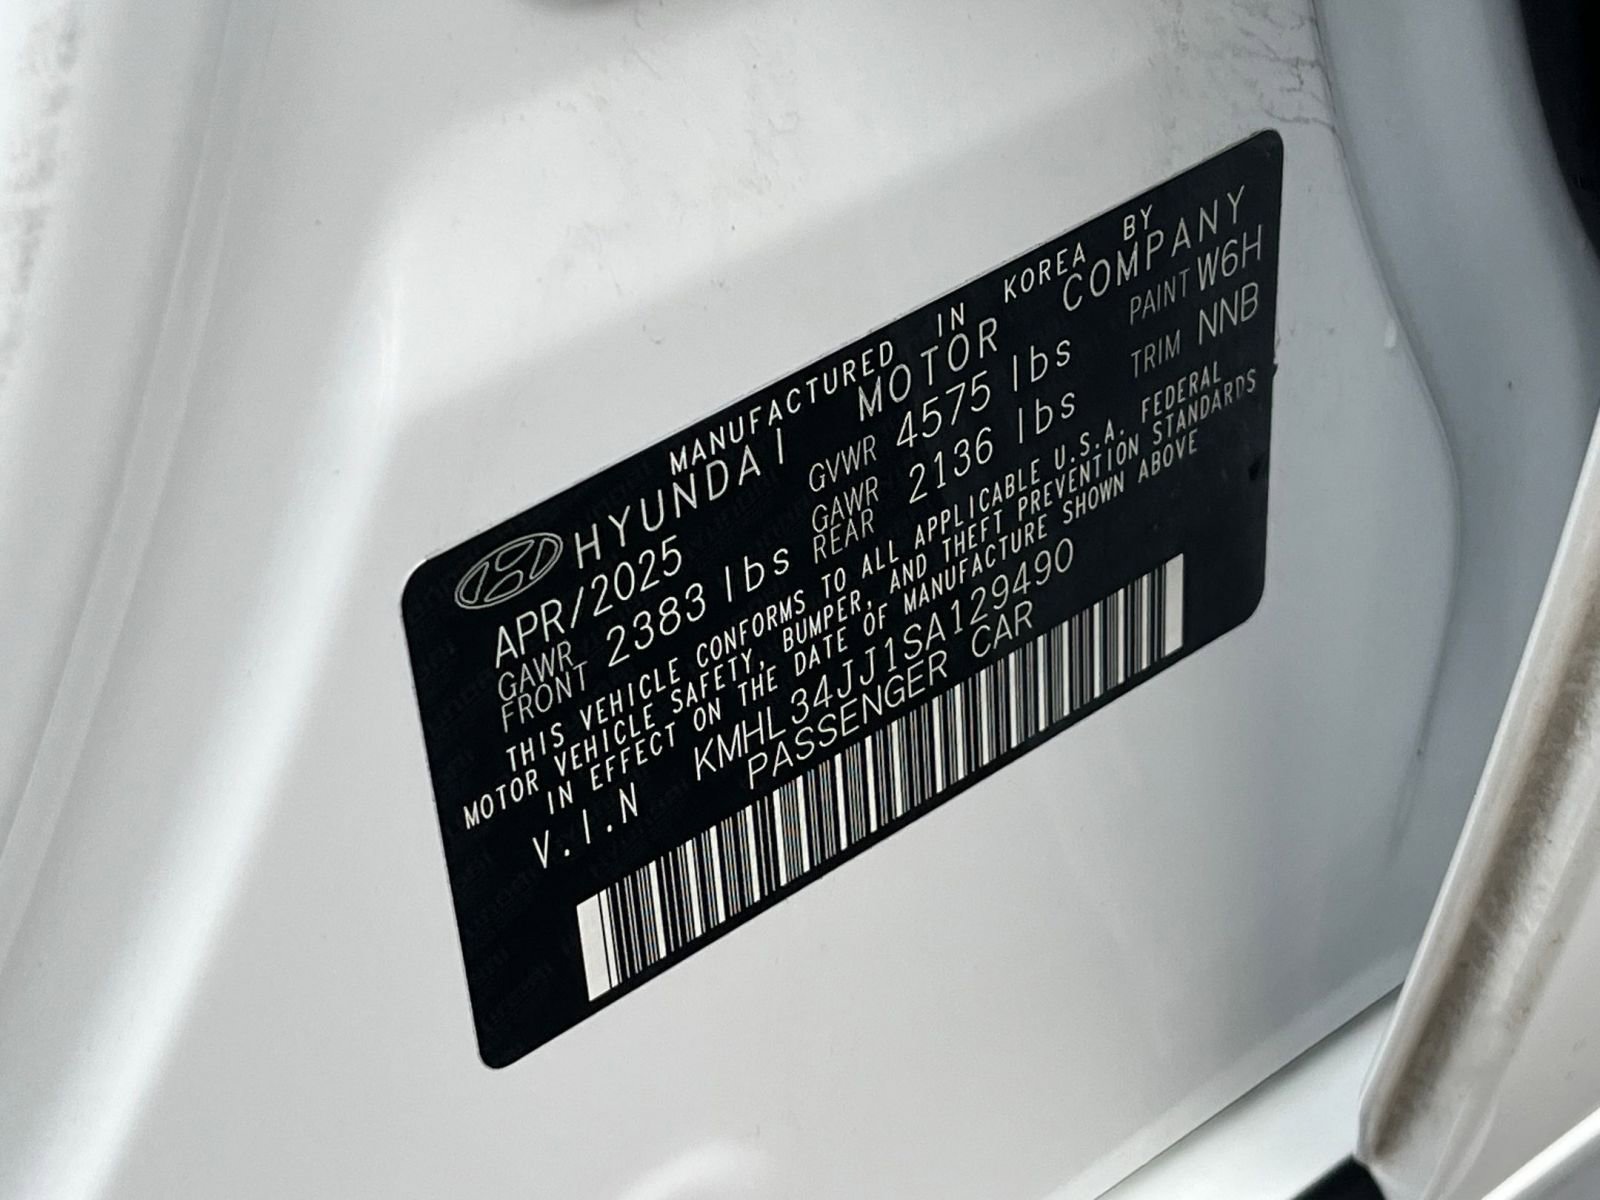 MANUFACTURED IN KOREA BY
HYUNDAI MOTOR COMPANY
APR/2025 GVWR 4575 lbs PAINT W6H
GAWR FRONT 2383 lbs GAWR REAR 2136 lbs TRIM NNB
THIS VEHICLE CONFORMS TO ALL APPLICABLE U.S.A. FEDERAL
MOTOR VEHICLE SAFETY, BUMPER, AND THEFT PREVENTION STANDARDS
IN EFFECT ON THE DATE OF MANUFACTURE SHOWN ABOVE
V.I.N KMHL34JJ1SA129490
PASSENGER CAR